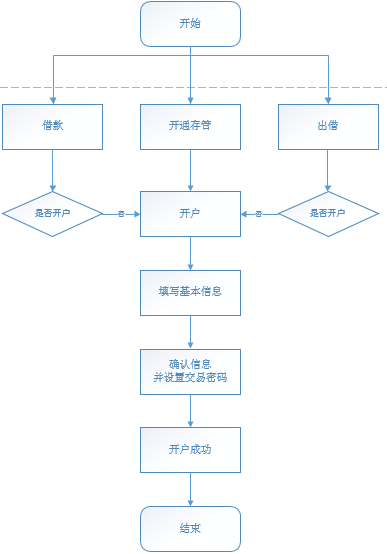 开始
借款
开通存管
出借
是否开户
否
开户
否
是否开户
填写基本信息
确认信息
并设置交易密码
开户成功
结束